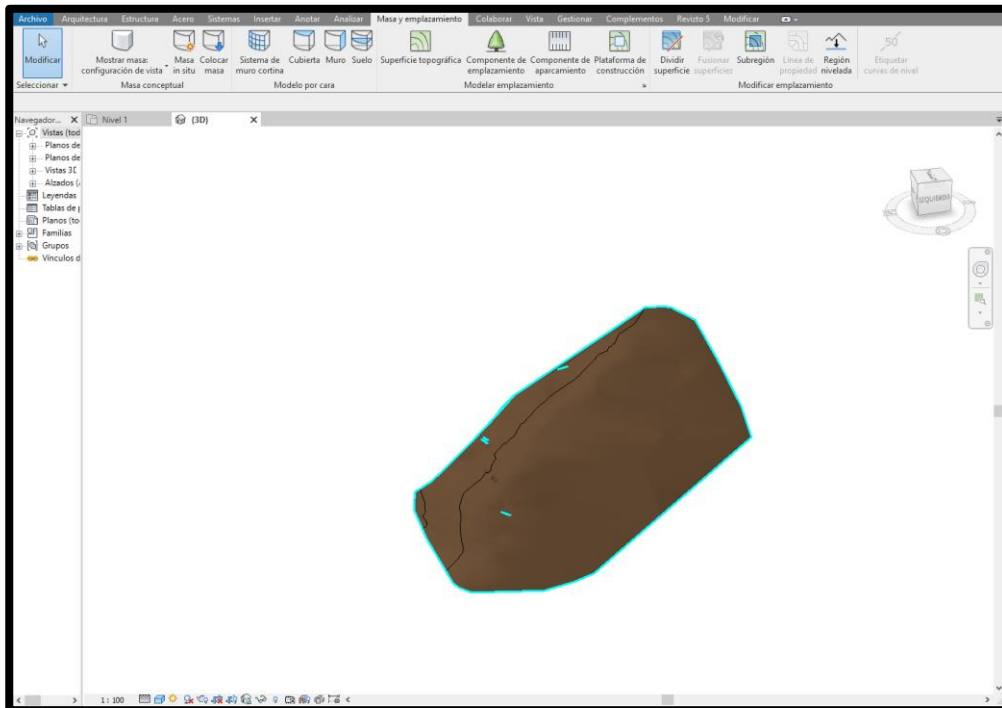 Archivo Arquitectura Estructura Acero Sistemas Insertar Anotar Analizar Masa y emplazamiento Colaborar Vista Gestionar Complementos Revizto 5 Modificar
Modificar Mostrar masa: Masa Colocar Sistema de Cubierta Muro Suelo Superficie topográfica Componente de Componente de Plataforma de Dividir Fusionar Subregión Línea de Región Etiquetar
configuración de vista in situ masa muro cortina emplazamiento aparcamiento construcción superficie superficies propiedad nivelada curvas de nivel
50
Seleccionar Masa conceptual Modelo por cara Modelar emplazamiento Modificar emplazamiento
Navegador... X Nivel 1 (3D) X
Vistas (tod
Planos de
Planos de
Vistas 3D
Alzados (
Leyendas
Tablas de
Planos (to
Familias
Grupos
Vínculos d
IZQUIERDA
1 : 100